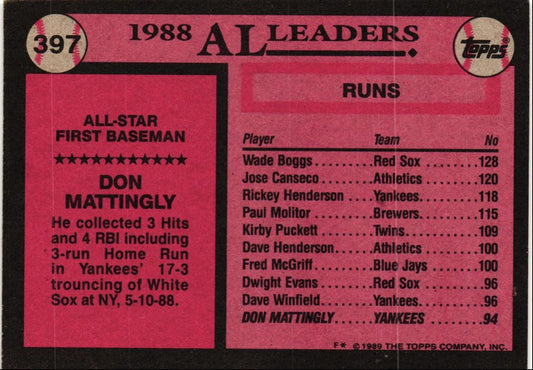 397
1988 AL LEADERS
Topps
ALL-STAR
FIRST BASEMAN
★★★★★★★★★★★
DON
MATTINGLY
He collected 3 Hits
and 4 RBI including
3-run Home Run
in Yankees' 17-3
trouncing of White
Sox at NY, 5-10-88.
RUNS
Player Team No
Wade Boggs.......... Red Sox .......128
Jose Canseco....... Athletics .......120
Rickey Henderson .. Yankees........118
Paul Molitor ......... Brewers........115
Kirby Puckett ........ Twins ..........109
Dave Henderson..... Athletics .......100
Fred McGriff......... Blue Jays ......100
Dwight Evans ....... Red Sox ....... 96
Dave Winfield........ Yankees........ 96
DON MATTINGLY..... YANKEES ...... 94
F* ©1989 THE TOPPS COMPANY, INC.